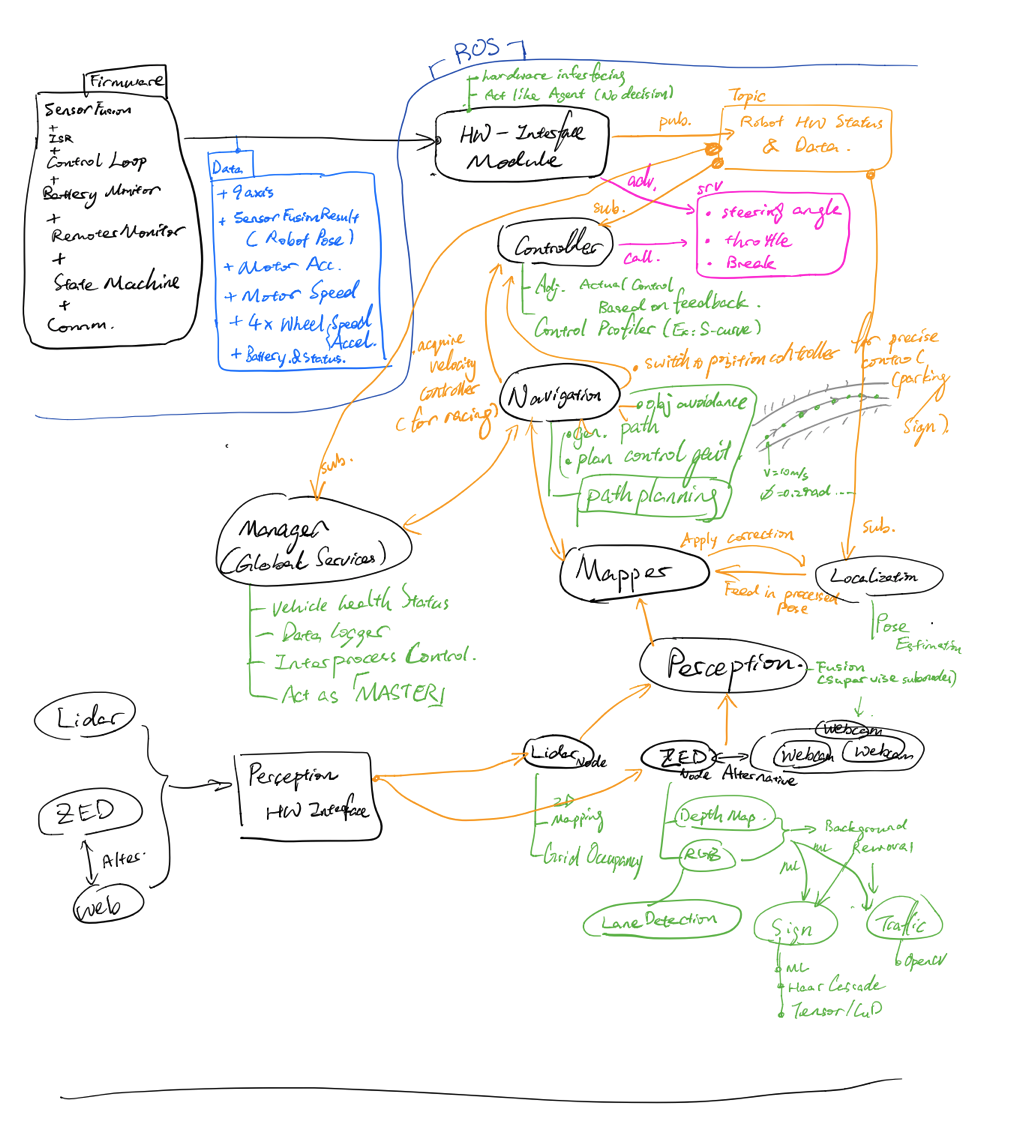 ROS
Firmware
Sensor Fusion
+
ISR
+
Control Loop
+
Battery Monitor
+
Remotes Monitor
+
State Machine
+
Comm.
Data
+ 9 axis
+ Sensor Fusion Result
( Robot Pose )
+ Motor Acc.
+ Motor Speed
+ 4x Wheel Speed
Accel.
+ Battery & Status.
- hardware interfacing
- Act like Agent (No decision)
HW - Interface
Module
pub.
Topic
Robot HW Status
& Data.
adv.
srv
• steering angle
• throttle
• Break
sub.
Controller
call.
Adj. Actual Control
Based on feedback.
Control Profiler (Ex: S-curve)
acquire
velocity
controller
(for racing)
• switch to position controller
for precise
control (
(parking
sign).
Navigation
• obj avoidance
• gen. path
• plan control
path planning
V=10m/s
sub.
Manager
(Global Services)
- Vehicle health Status
- Data logger
- Interprocess Control.
- Act as 「MASTER」
Mapper
Apply correction
Feed in processed
pose
sub.
Localization
Pose
Estimation
Perception.
- Fusion
(supervise subnodes)
Lidar
ZED
Alter.
Web
Perception
HW Interface
Lidar Node
2D
- Mapping
- Grid Occupancy
ZED
Node
Alternative
Webcam
Webcam
Webcam
Depth Map.
RGB
Lane Detection
Background
Removal
ML
ML
Sign
ML
Haar Cascade
Tensor/CuD
Traffic
OpenCV